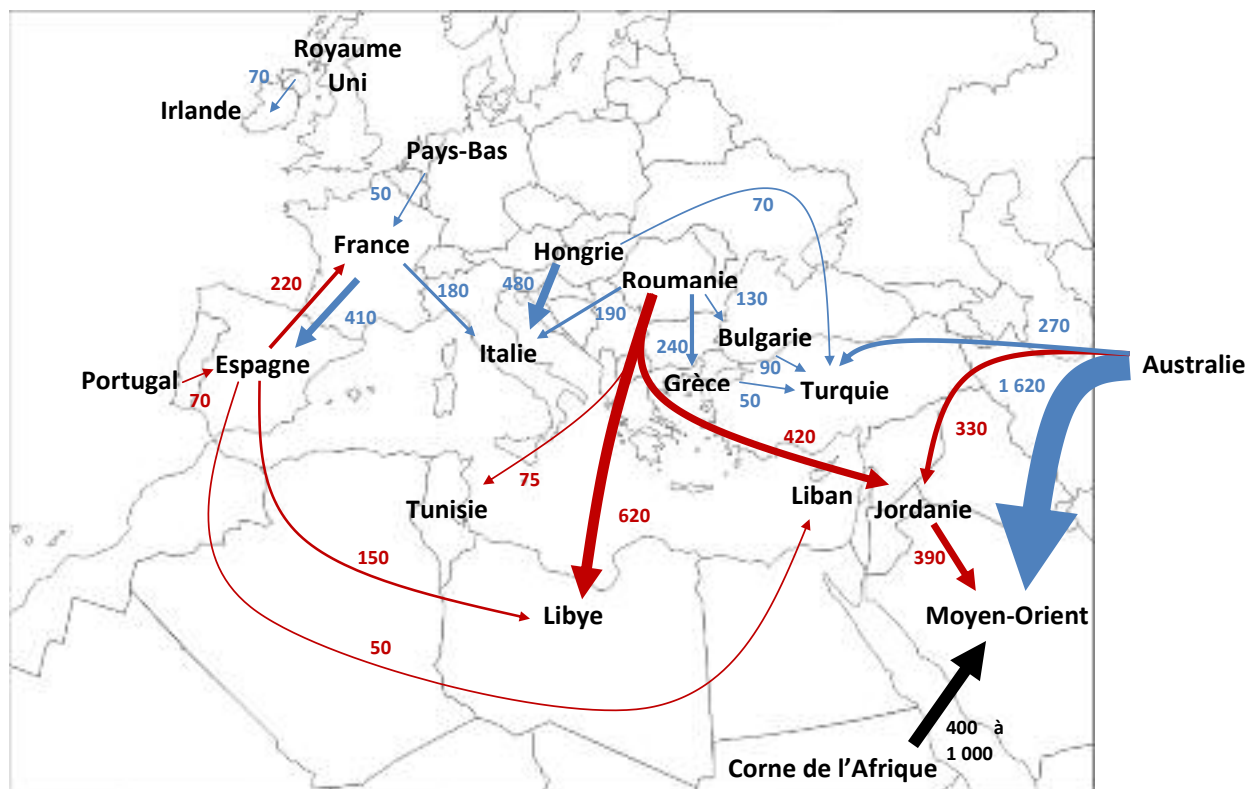 Royaume
Uni
70
Irlande
Pays-Bas
50
France
Hongrie
70
Roumanie
220
180
480
190
130
410
240
Bulgarie
270
Espagne
Italie
90
Portugal
70
Grèce
50
Turquie
1 620
Australie
420
330
75
Tunisie
Liban
Jordanie
620
150
390
Libye
Moyen-Orient
50
400 à
1 000
Corne de l'Afrique